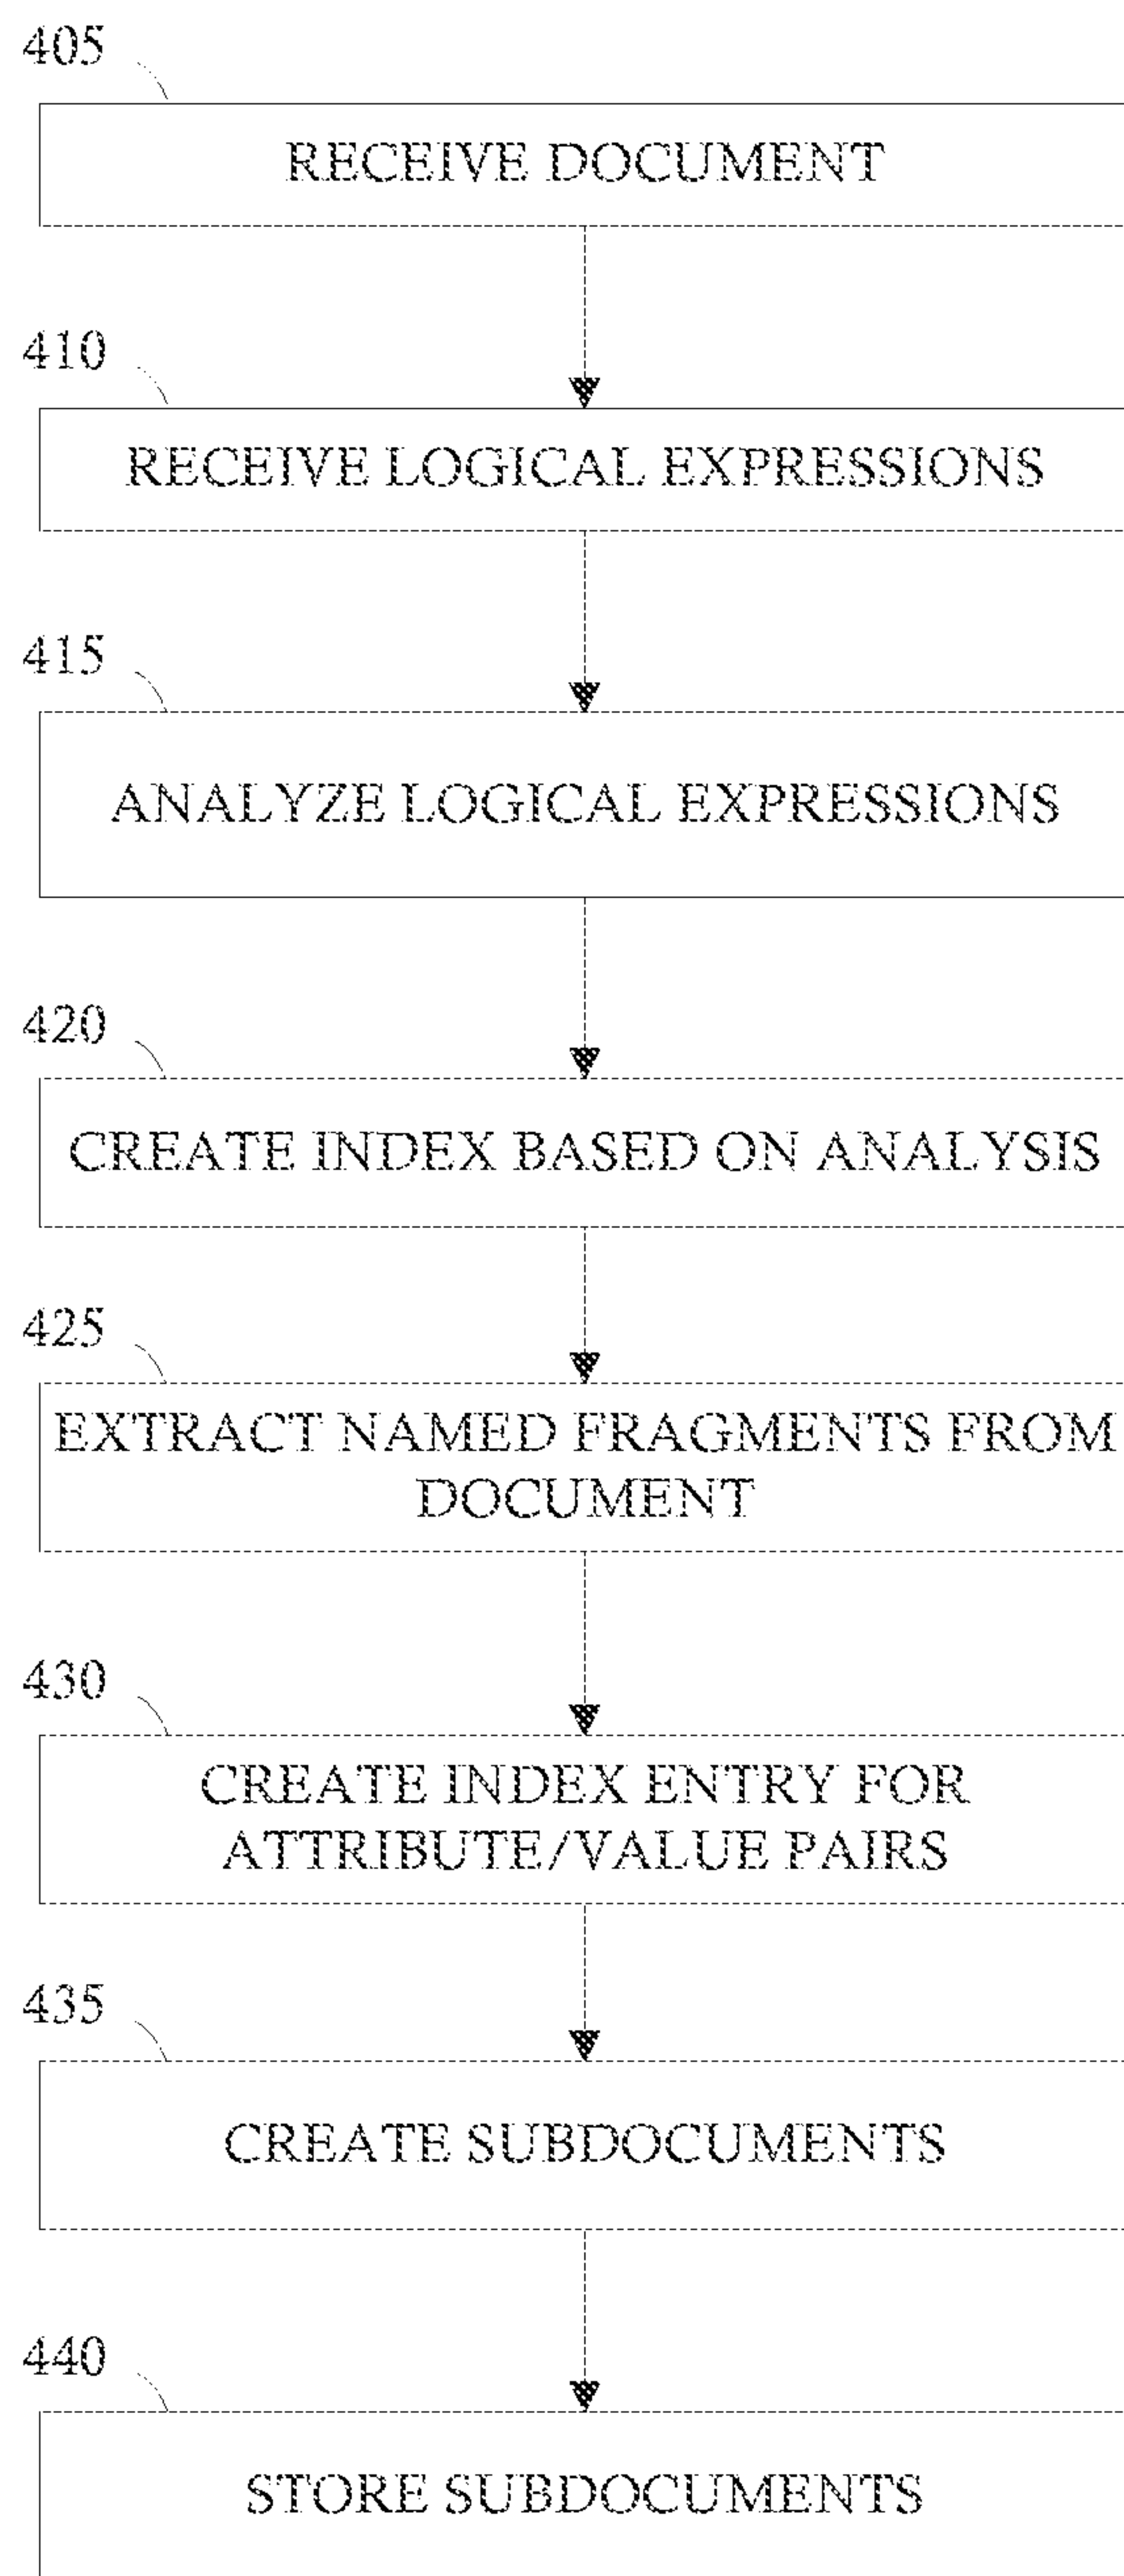 405
RECEIVE DOCUMENT
410
RECEIVE LOGICAL EXPRESSIONS
415
ANALYZE LOGICAL EXPRESSIONS
420
CREATE INDEX BASED ON ANALYSIS
425
EXTRACT NAMED FRAGMENTS FROM
DOCUMENT
430
CREATE INDEX ENTRY FOR
ATTRIBUTE/VALUE PAIRS
435
CREATE SUBDOCUMENTS
440
STORE SUBDOCUMENTS